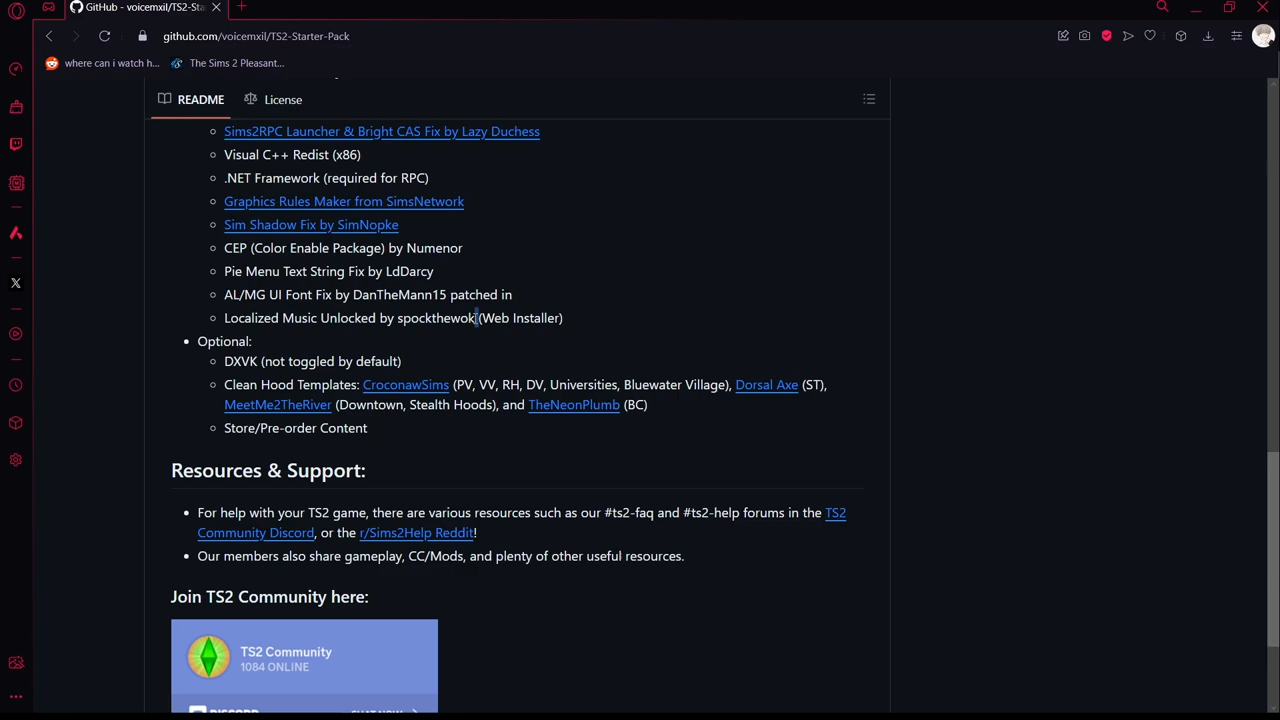 GitHub - voicemxil/TS2-Sta
github.com/voicemxil/TS2-Starter-Pack
where can i watch h...
The Sims 2 Pleasant...
README
License
Sims2RPC Launcher & Bright CAS Fix by Lazy Duchess
Visual C++ Redist (x86)
.NET Framework (required for RPC)
Graphics Rules Maker from SimsNetwork
Sim Shadow Fix by SimNopke
CEP (Color Enable Package) by Numenor
Pie Menu Text String Fix by LdDarcy
AL/MG UI Font Fix by DanTheMann15 patched in
Localized Music Unlocked by spockthewok (Web Installer)
Optional:
DXVK (not toggled by default)
Clean Hood Templates: CroconawSims (PV, VV, RH, DV, Universities, Bluewater Village), Dorsal Axe (ST),
MeetMe2TheRiver (Downtown, Stealth Hoods), and TheNeonPlumb (BC)
Store/Pre-order Content
Resources & Support:
For help with your TS2 game, there are various resources such as our #ts2-faq and #ts2-help forums in the TS2
Community Discord, or the r/Sims2Help Reddit!
Our members also share gameplay, CC/Mods, and plenty of other useful resources.
Join TS2 Community here:
TS2 Community
1084 ONLINE
DISCORD
CHAT NOW